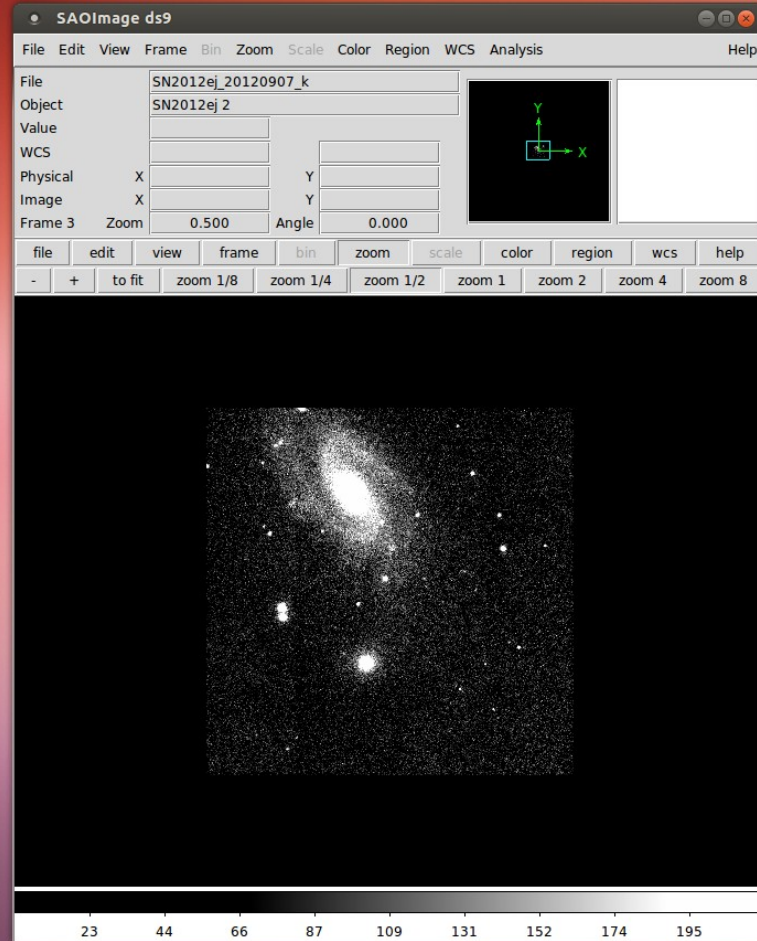 SAOImage ds9
File Edit View Frame Bin Zoom Scale Color Region WCS Analysis Help
File SN2012ej_20120907_k
Object SN2012ej 2
Value
WCS
Physical X Y
Image X Y
Frame 3 Zoom 0.500 Angle 0.000
Y
X
file edit view frame bin zoom scale color region wcs help
- + to fit zoom 1/8 zoom 1/4 zoom 1/2 zoom 1 zoom 2 zoom 4 zoom 8
23 44 66 87 109 131 152 174 195